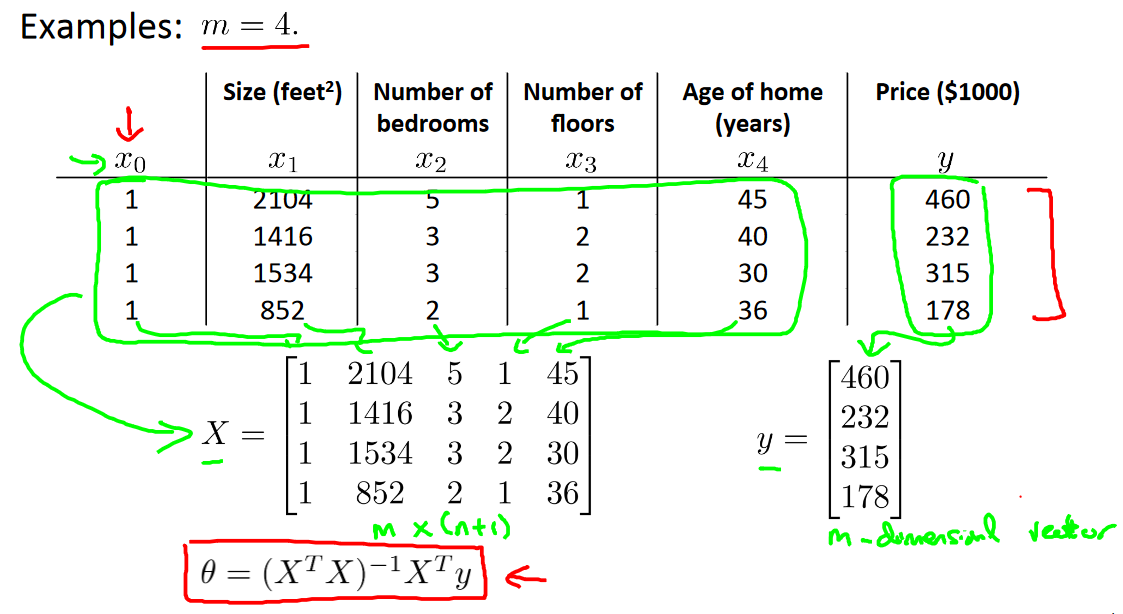 Examples: m = 4.
Size (feet²) Number of bedrooms Number of floors Age of home (years) Price ($1000)
x₀ x₁ x₂ x₃ x₄ y
1 2104 5 1 45 460
1 1416 3 2 40 232
1 1534 3 2 30 315
1 852 2 1 36 178
X = [1 2104 5 1 45
1 1416 3 2 40
1 1534 3 2 30
1 852 2 1 36]
y = [460
232
315
178]
m x (n+1)
m-dimensional vector
θ = (XᵀX)⁻¹Xᵀy